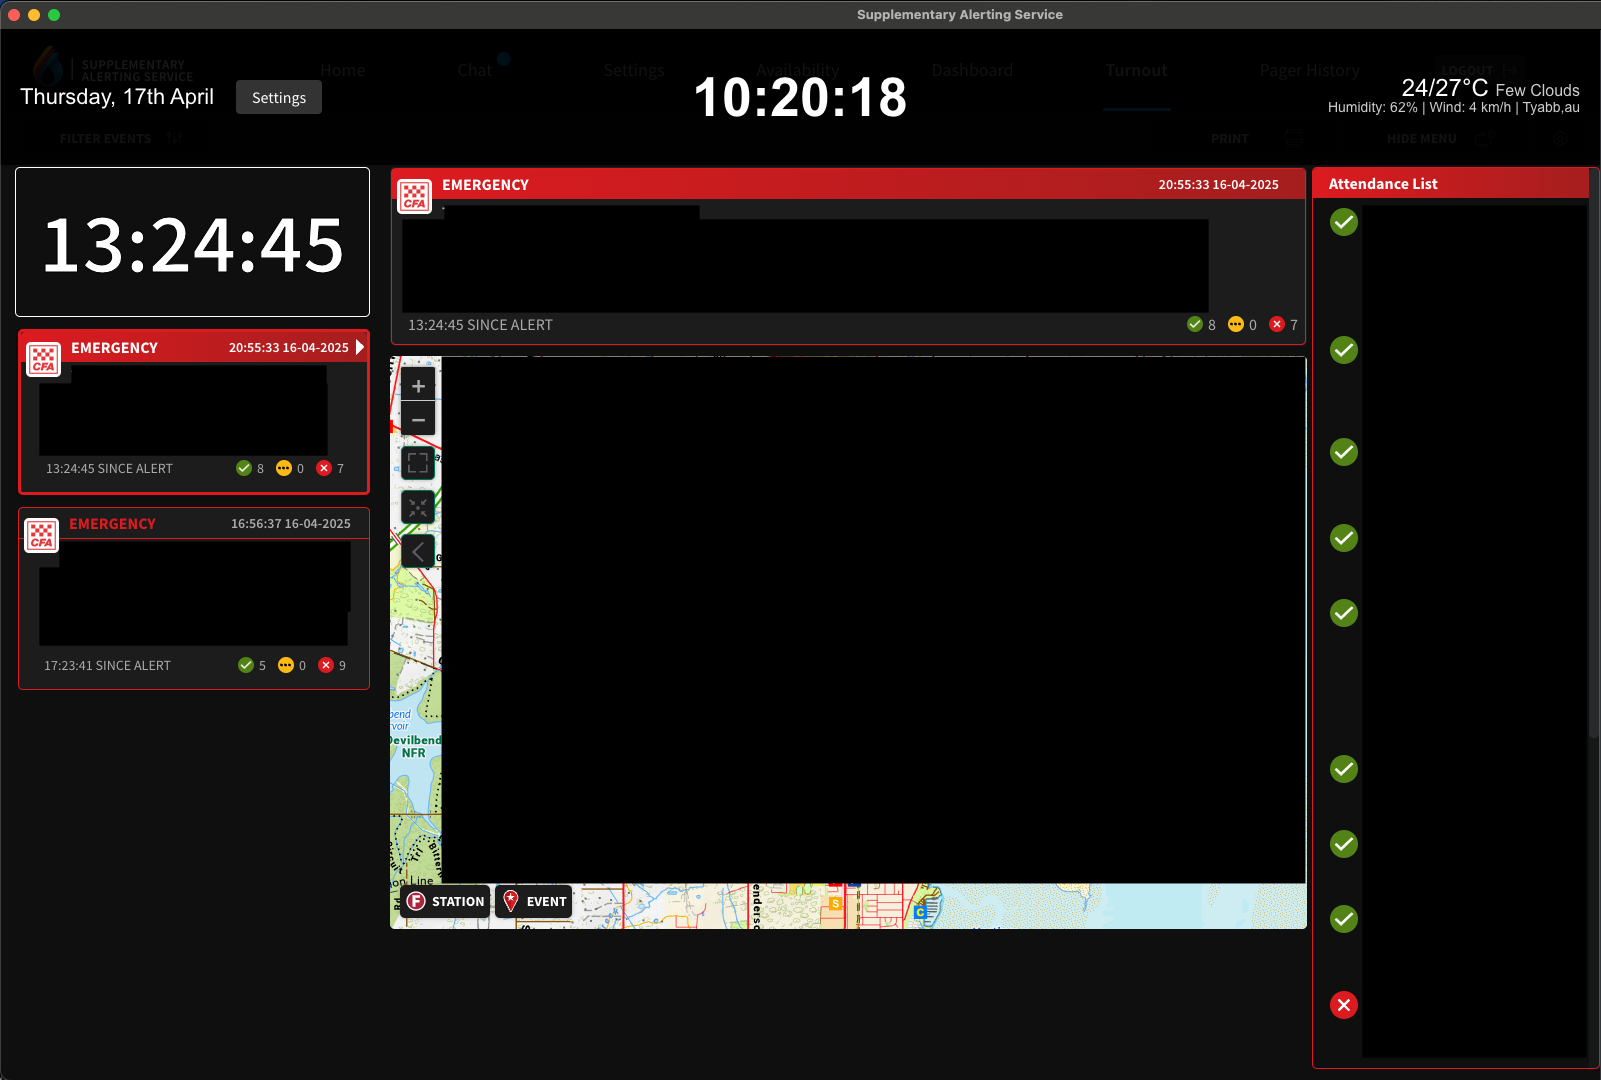 Supplementary Alerting Service
SUPPLEMENTARY
ALERTING SERVICE
Home
Chat
Settings
Availability
Dashboard
Turnout
Pager History
LOGOUT
Thursday, 17th April
Settings
10:20:18
24/27°C Few Clouds
Humidity: 62% | Wind: 4 km/h | Tyabb,au
FILTER EVENTS
PRINT
HIDE MENU
13:24:45
CFA
EMERGENCY
20:55:33 16-04-2025
13:24:45 SINCE ALERT
8
0
7
CFA
EMERGENCY
16:56:37 16-04-2025
17:23:41 SINCE ALERT
5
0
9
CFA
EMERGENCY
20:55:33 16-04-2025
13:24:45 SINCE ALERT
8
0
7
+
−
Devilbend
NFR
on Line
Rd
Trl
F STATION
EVENT
S
C
Attendance List